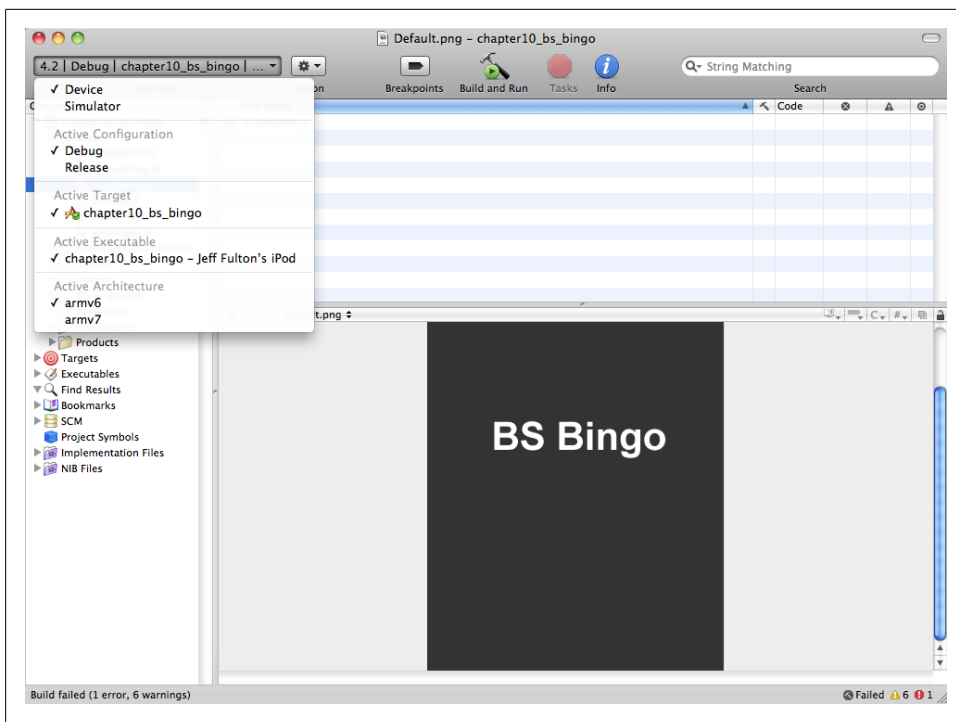 Default.png – chapter10_bs_bingo
4.2 | Debug | chapter10_bs_bingo | ...
String Matching
Breakpoints
Build and Run
Tasks
Info
Search
Device
Simulator
Active Configuration
Debug
Release
Active Target
chapter10_bs_bingo
Active Executable
chapter10_bs_bingo – Jeff Fulton's iPod
Active Architecture
armv6
armv7
Code
t.png
C
#
Products
Targets
Executables
Find Results
Bookmarks
SCM
Project Symbols
Implementation Files
NIB Files
BS Bingo
Build failed (1 error, 6 warnings)
Failed 6 1